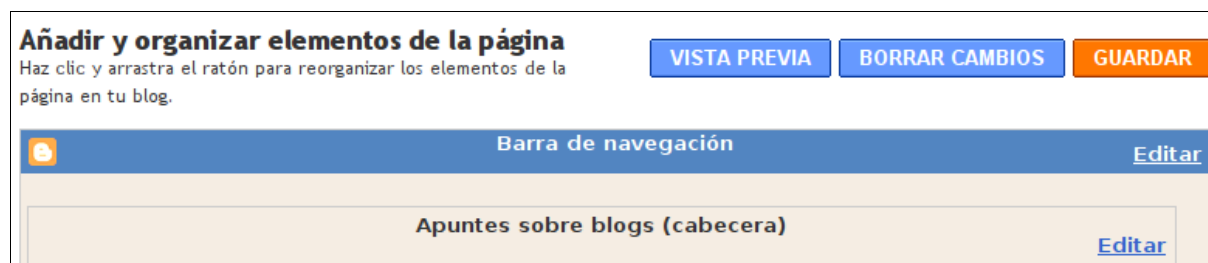 Añadir y organizar elementos de la página
Haz clic y arrastra el ratón para reorganizar los elementos de la
página en tu blog.
VISTA PREVIA
BORRAR CAMBIOS
GUARDAR
Barra de navegación
Editar
Apuntes sobre blogs (cabecera)
Editar